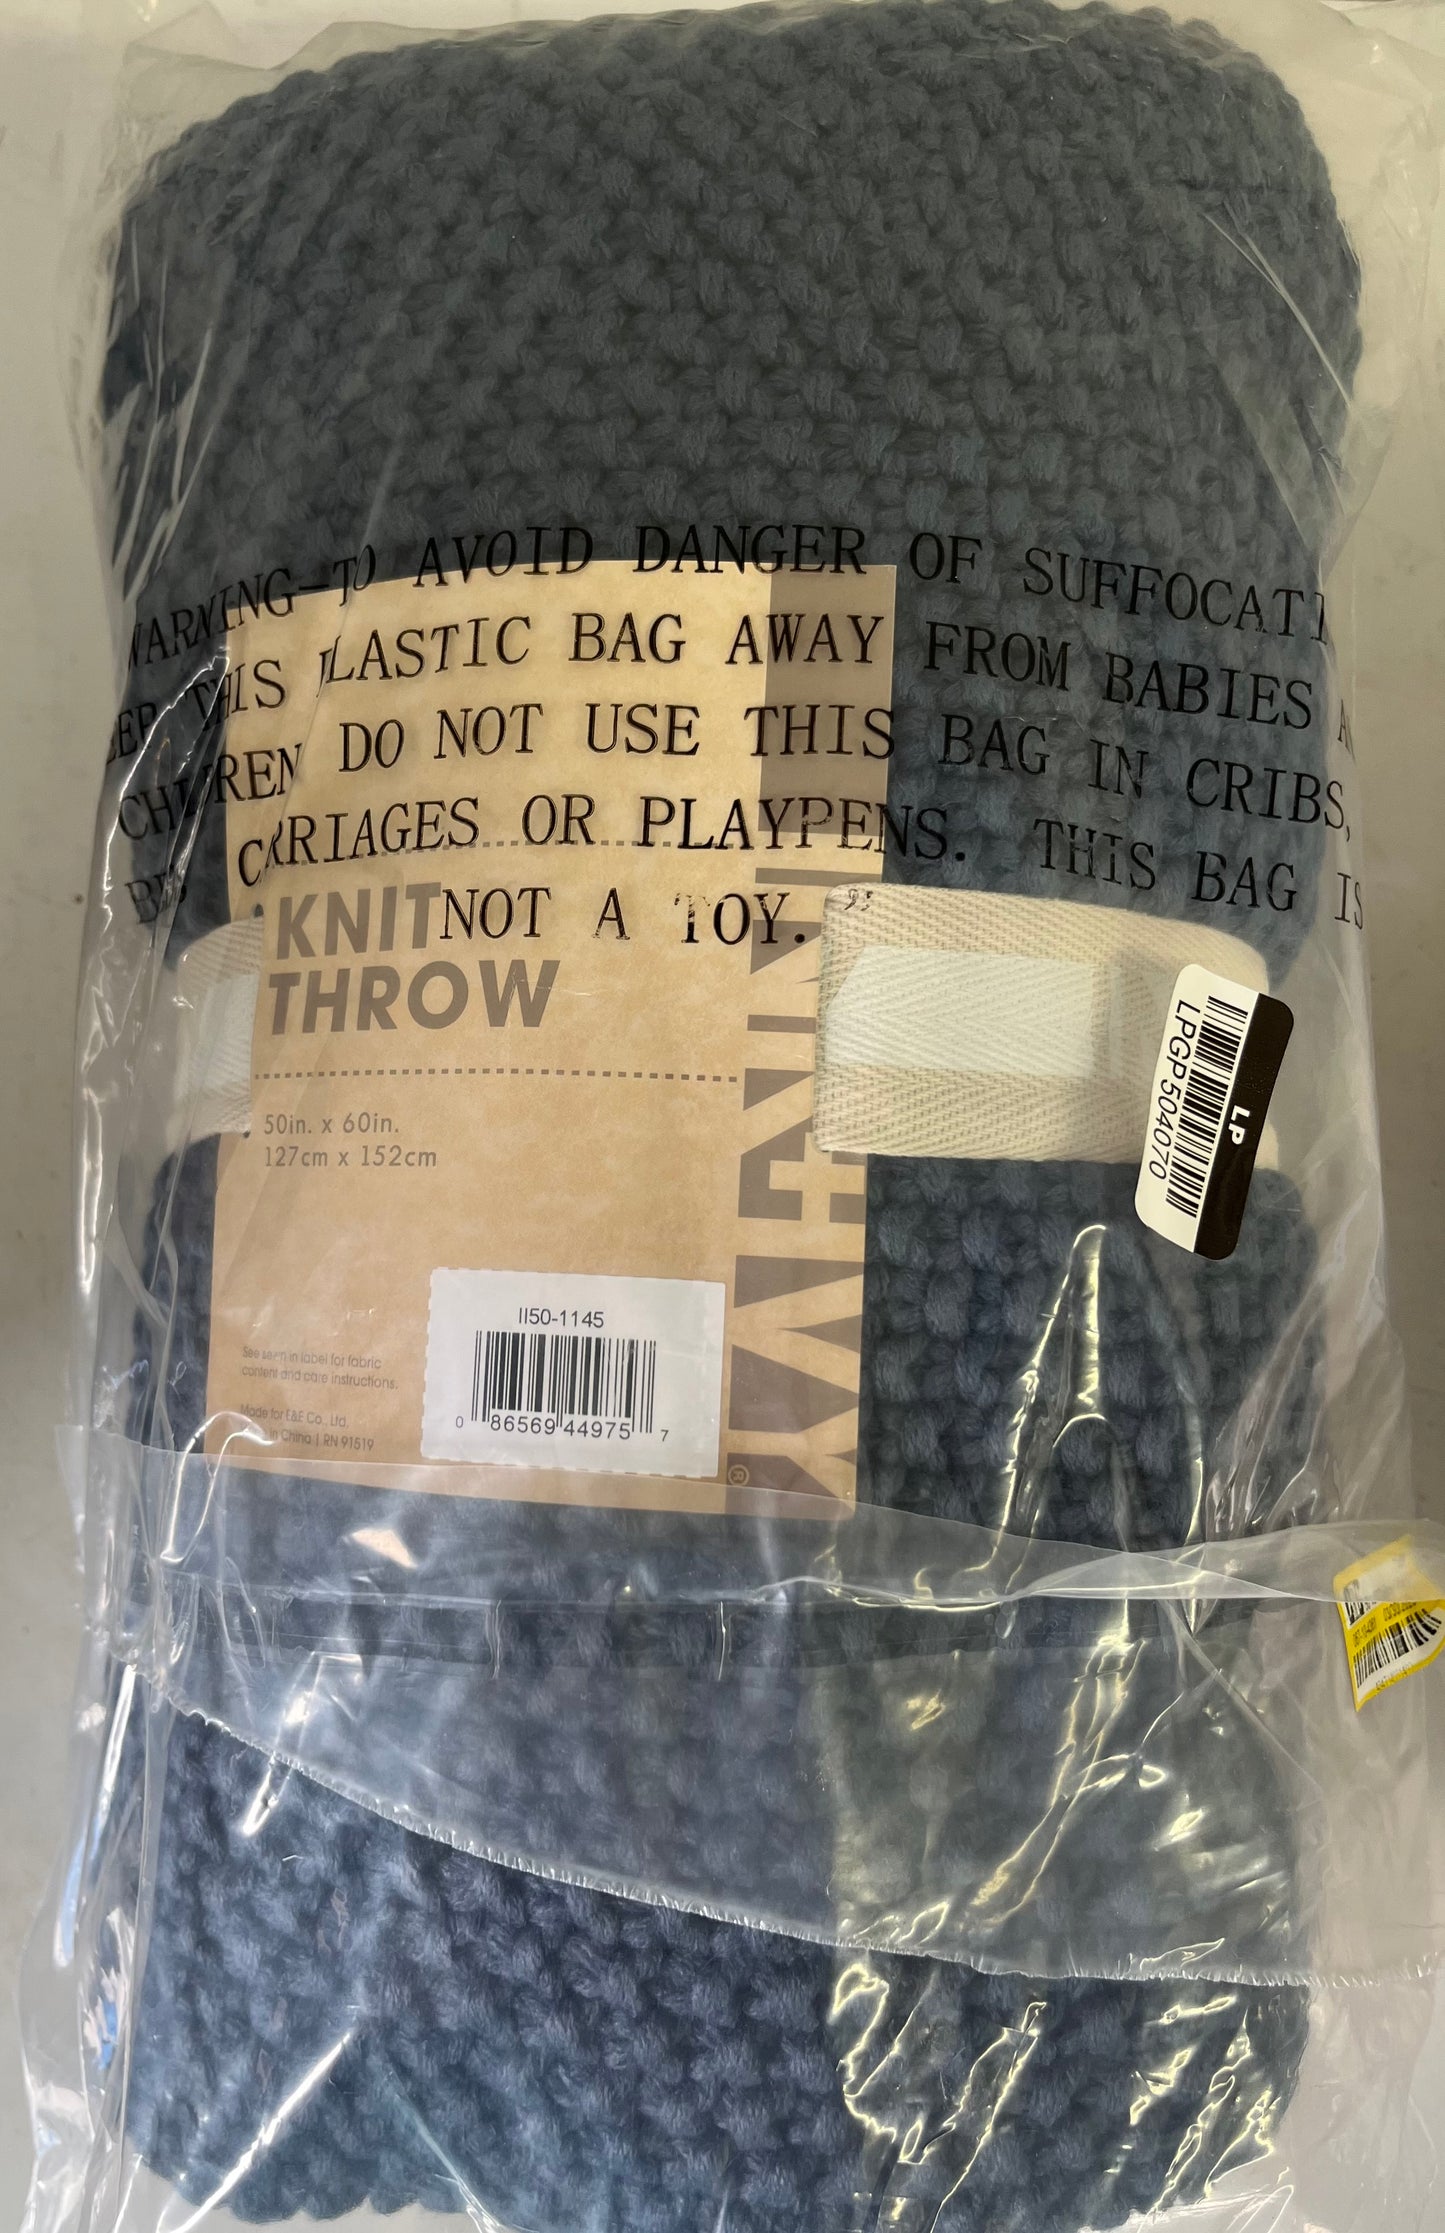 WARNING—TO AVOID DANGER OF SUFFOCATI
THIS PLASTIC BAG AWAY FROM BABIES
CHILDREN DO NOT USE THIS BAG IN CRIBS,
CARRIAGES OR PLAYPENS. THIS BAG IS
NOT A TOY.
KNIT
THROW
50in. x 60in.
127cm x 152cm
LP
LPGP504070
II50-1145
0 86569 44975 7
See sewn in label for fabric
content and care instructions.
Made for E&E Co., Ltd.
in China | RN 91519
®